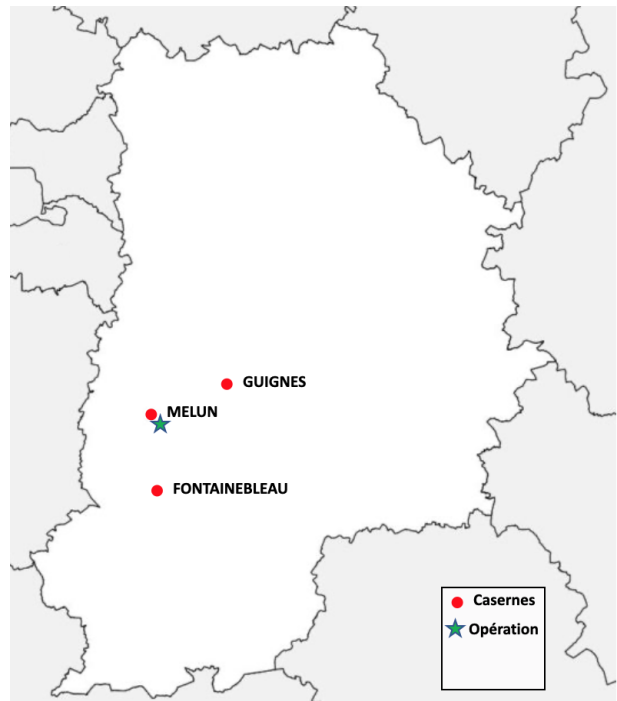 GUIGNES
MELUN
FONTAINEBLEAU
Casernes
Opération